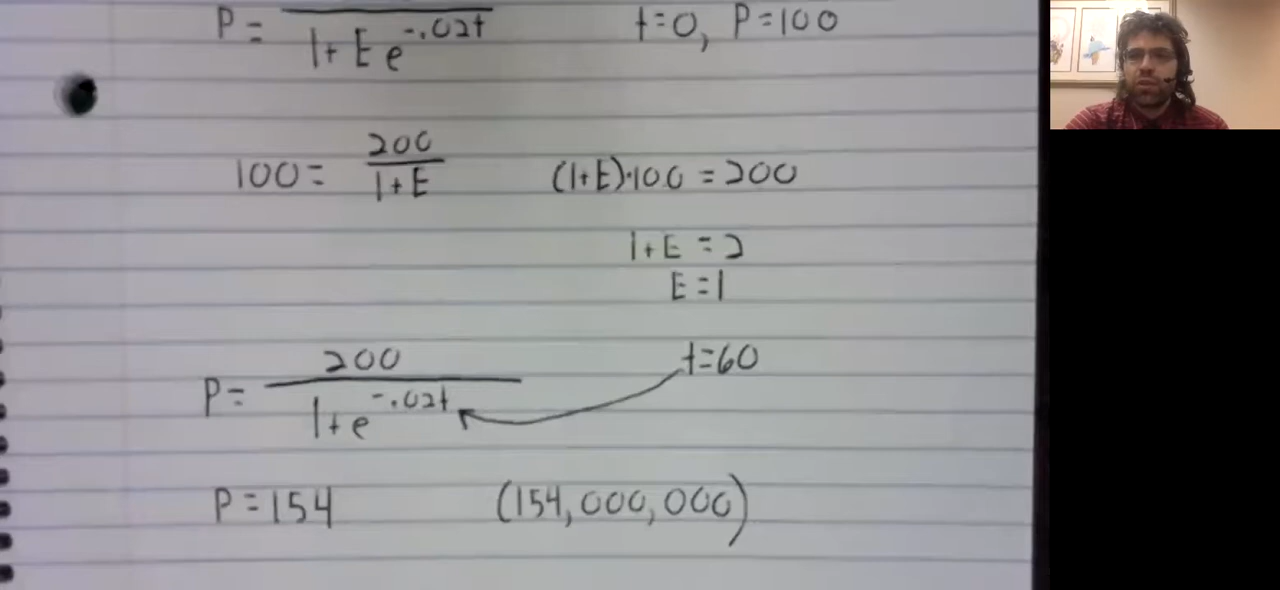 P = ——— / 1+Ee^{-.02t}    t=0, P=100
100 = 200/(1+E)    (1+E)·100 = 200
1+E = 2
E = 1
P = 200/(1+e^{-.02t})    t=60
P = 154    (154,000,000)